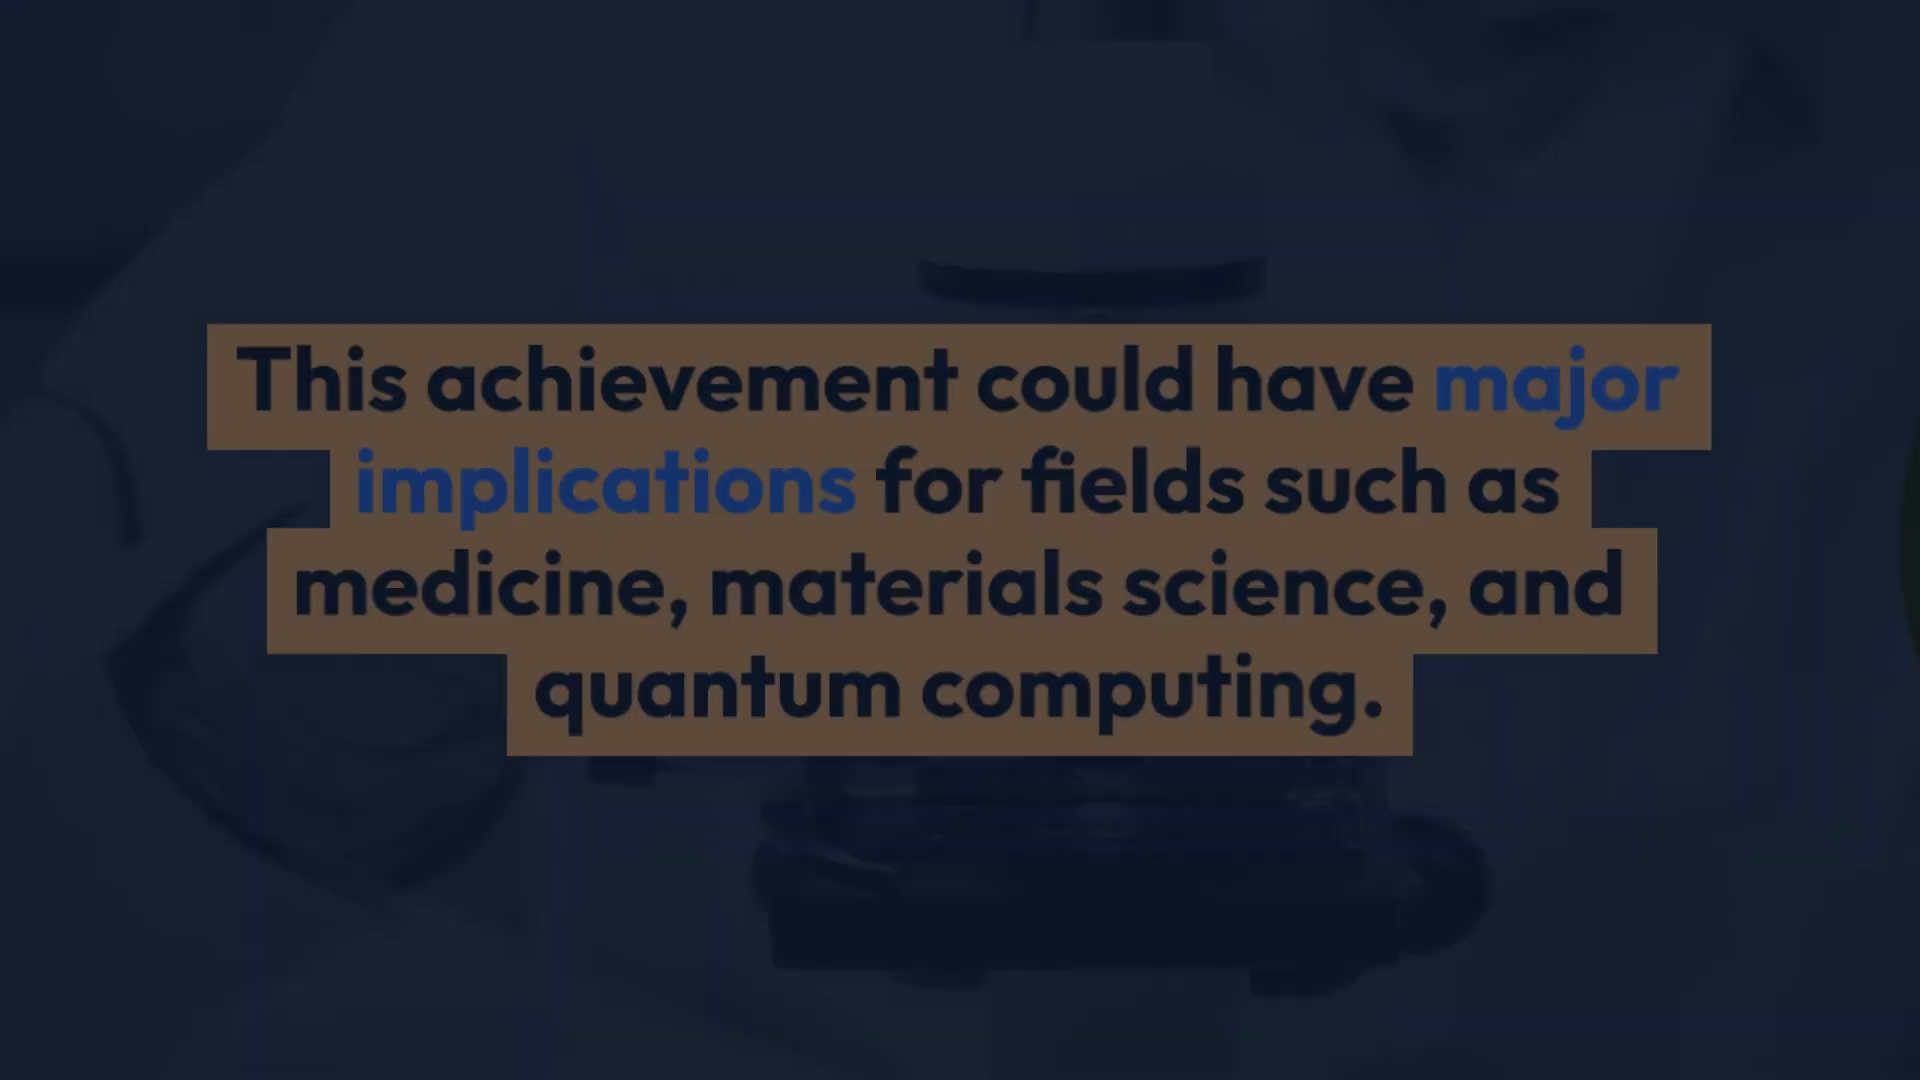 This achievement could have major
implications for fields such as
medicine, materials science, and
quantum computing.